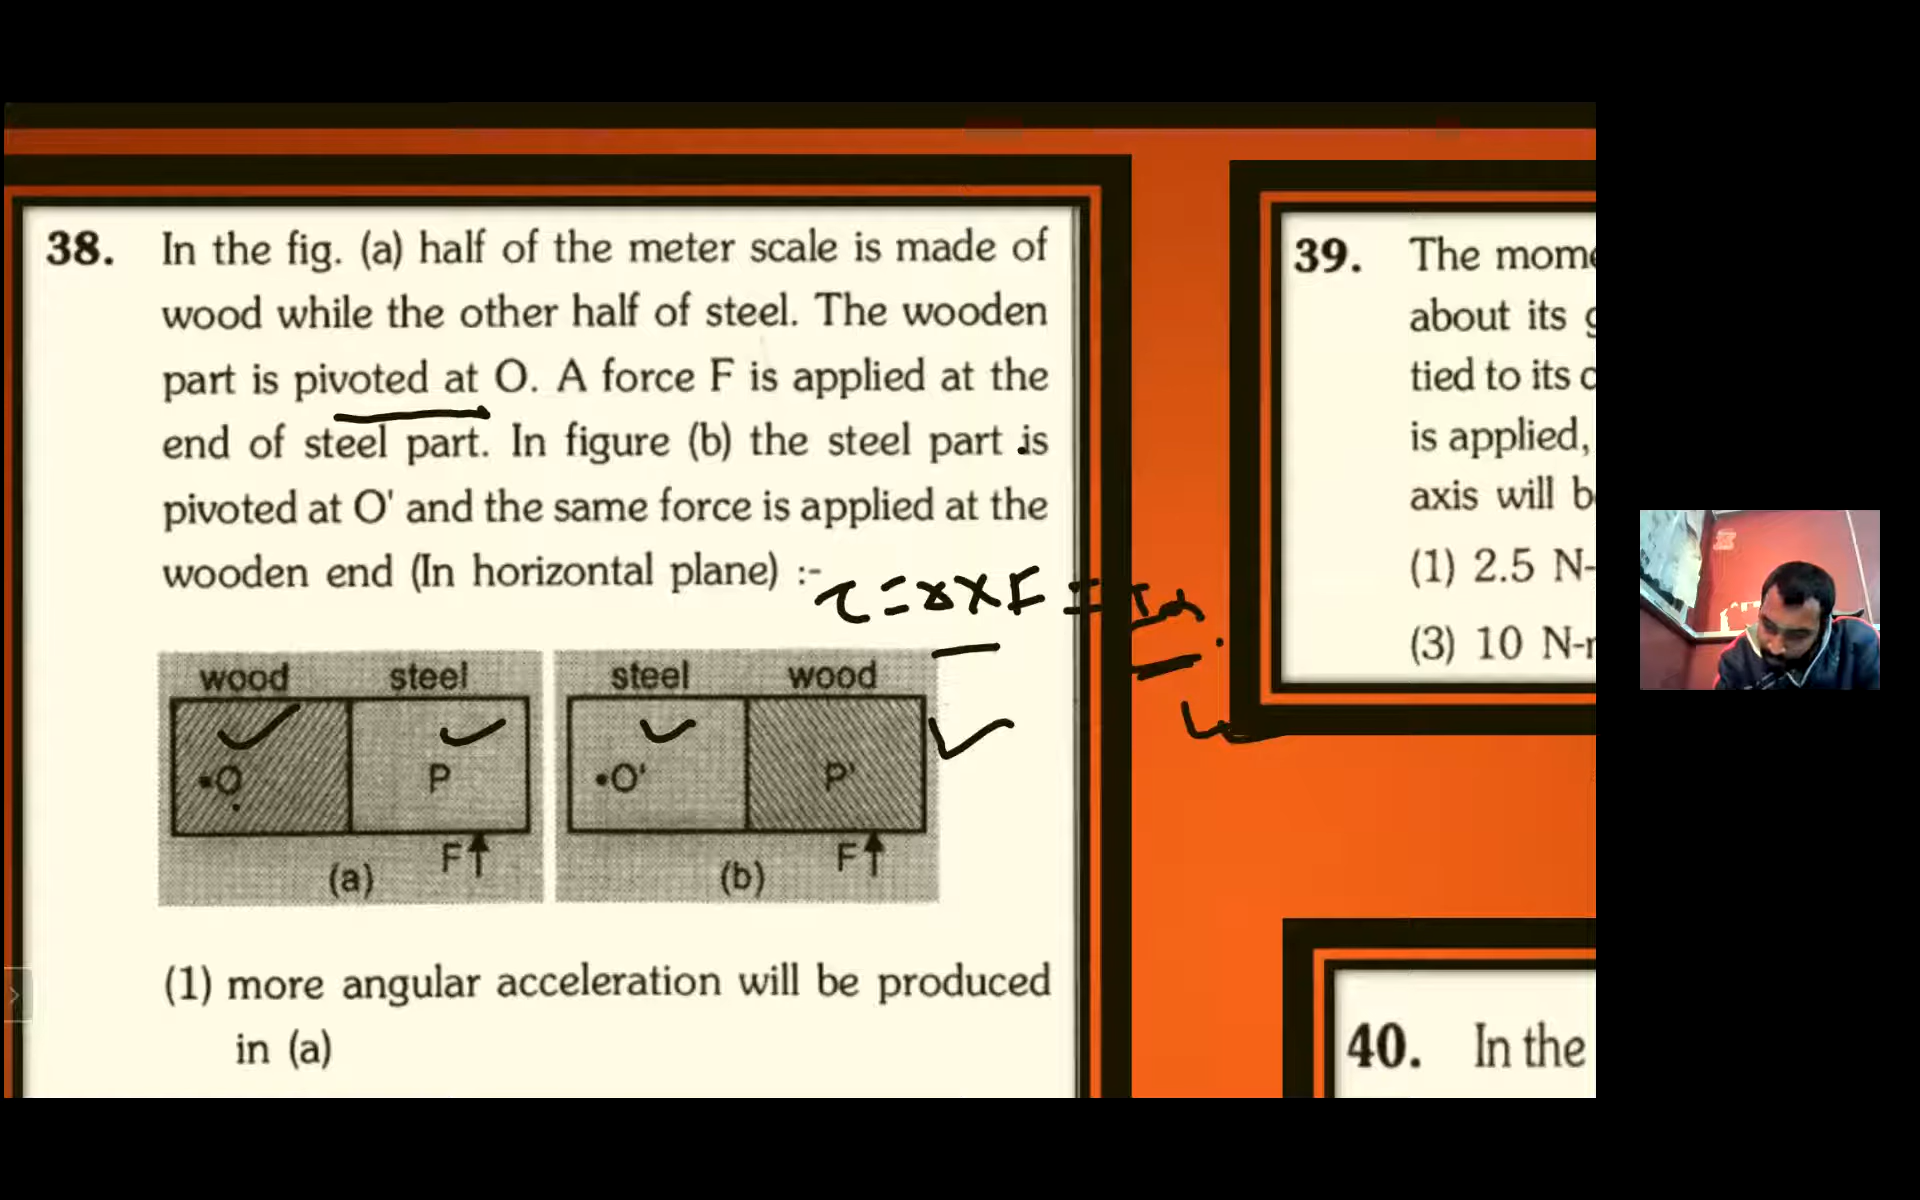 38. In the fig. (a) half of the meter scale is made of
wood while the other half of steel. The wooden
part is pivoted at O. A force F is applied at the
end of steel part. In figure (b) the steel part is
pivoted at O' and the same force is applied at the
wooden end (In horizontal plane) :-
τ = r × F = Iα
wood steel
O P
F
(a)
steel wood
O' P'
F
(b)
(1) more angular acceleration will be produced
in (a)
39. The mome
about its g
tied to its c
is applied,
axis will b
(1) 2.5 N-
(3) 10 N-r
40. In the